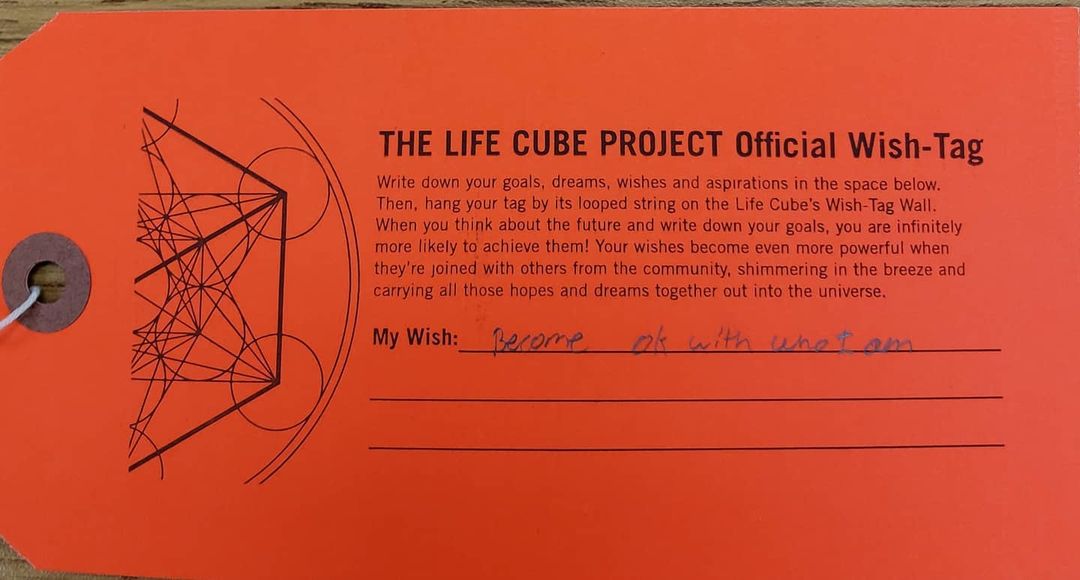 THE LIFE CUBE PROJECT Official Wish-Tag
Write down your goals, dreams, wishes and aspirations in the space below.
Then, hang your tag by its looped string on the Life Cube's Wish-Tag Wall.
When you think about the future and write down your goals, you are infinitely
more likely to achieve them! Your wishes become even more powerful when
they're joined with others from the community, shimmering in the breeze and
carrying all those hopes and dreams together out into the universe.
My Wish: Become ok with who I am